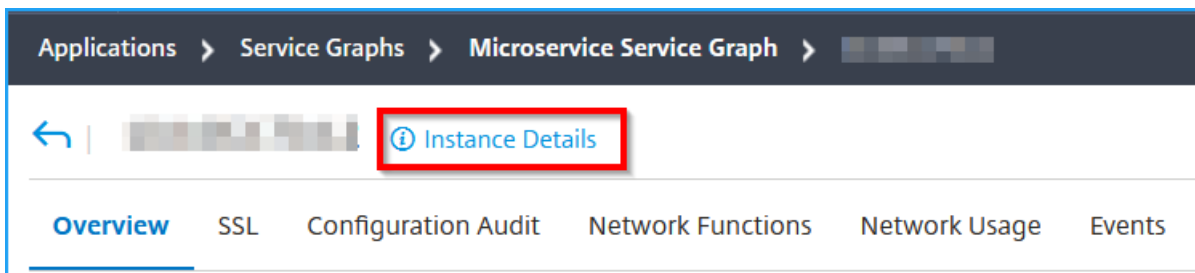 Applications > Service Graphs > Microservice Service Graph >
Instance Details
Overview SSL Configuration Audit Network Functions Network Usage Events